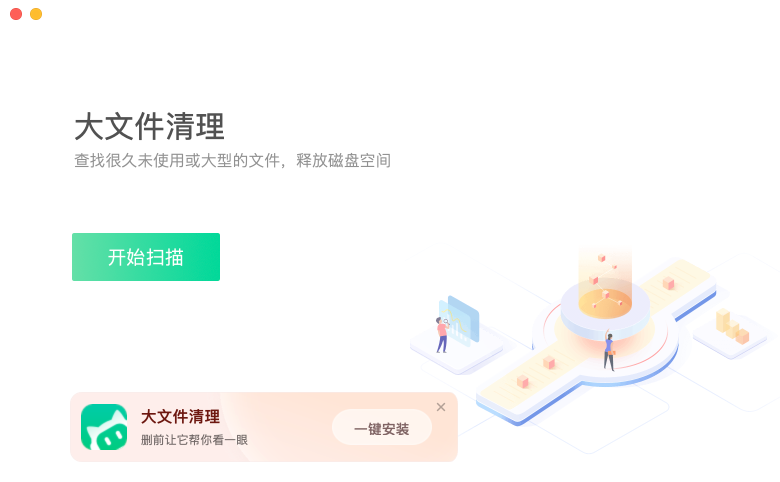 大文件清理
查找很久未使用或大型的文件，释放磁盘空间
开始扫描
大文件清理
删前让它帮你看一眼
一键安装